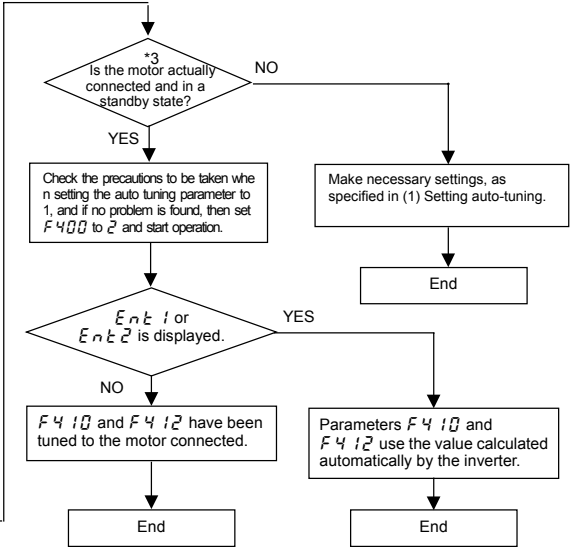 *3
Is the motor actually
connected and in a
standby state?
NO
YES
Check the precautions to be taken whe
n setting the auto tuning parameter to
1, and if no problem is found, then set
F400 to 2 and start operation.
Make necessary settings, as
specified in (1) Setting auto-tuning.
End
Ent1 or
Ent2 is displayed.
YES
NO
F410 and F412 have been
tuned to the motor connected.
Parameters F410 and
F412 use the value calculated
automatically by the inverter.
End
End